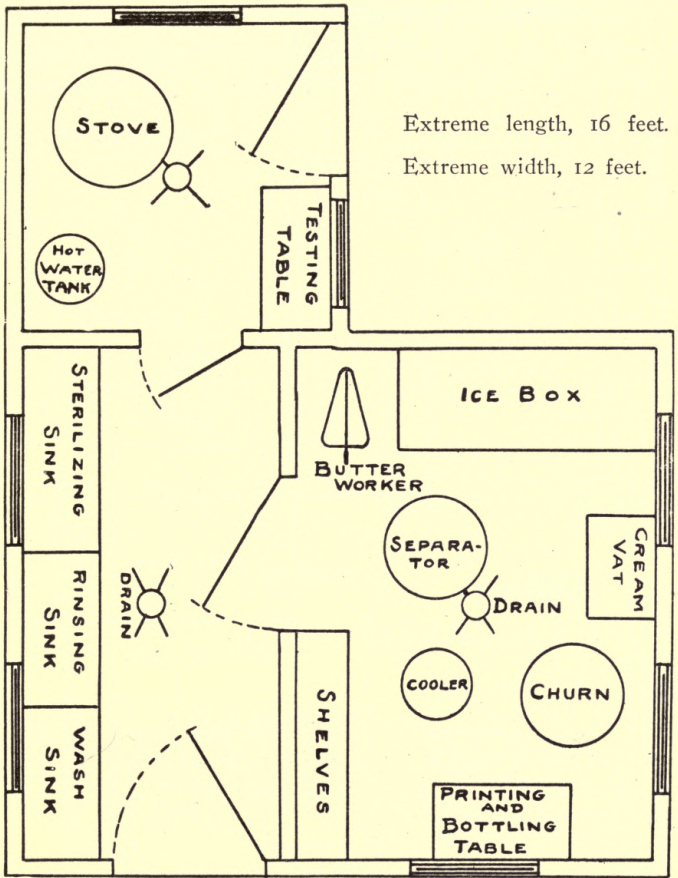 STOVE
Extreme length, 16 feet.
Extreme width, 12 feet.
HOT
WATER
TANK
TESTING
TABLE
STERILIZING
SINK
ICE BOX
BUTTER
WORKER
SEPARA-
TOR
CREAM
VAT
RINSING
SINK
DRAIN
DRAIN
COOLER
CHURN
SHELVES
WASH
SINK
PRINTING
AND
BOTTLING
TABLE